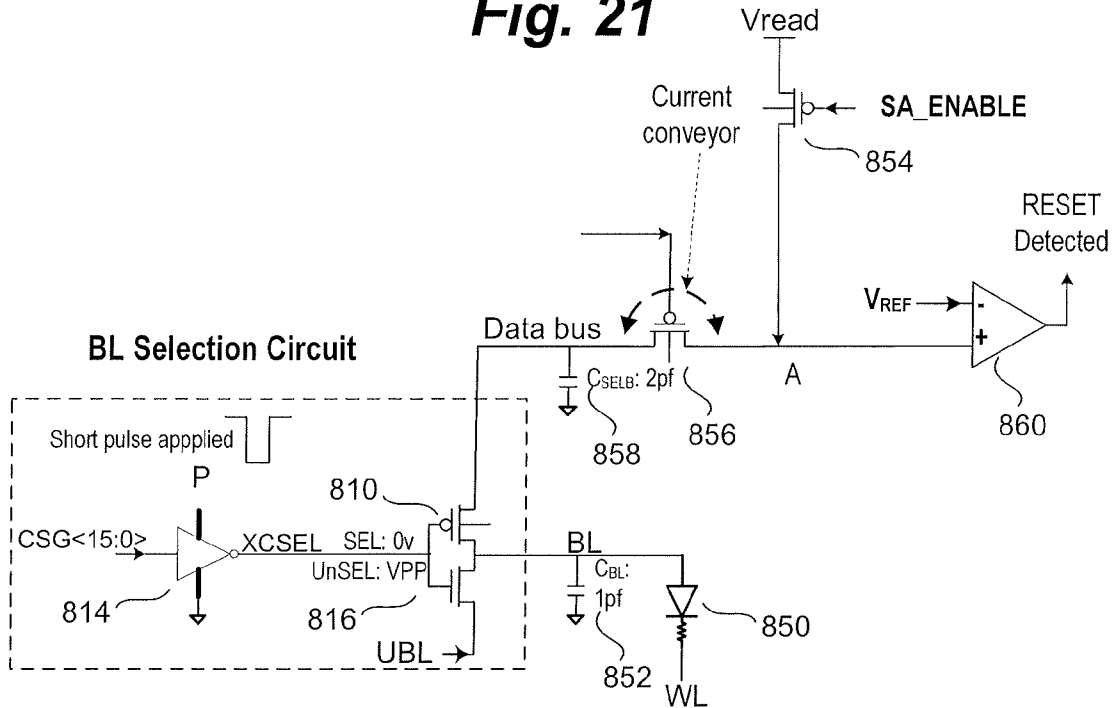 Fig. 21
Vread
Current
conveyor
SA_ENABLE
854
RESET
Detected
VREF
-
+
Data bus
A
BL Selection Circuit
CSELB: 2pf
858
856
860
Short pulse appplied
P
810
CSG<15:0>
XCSEL
SEL: 0v
UnSEL: VPP
BL
CBL:
1pf
814
816
850
UBL
852
WL